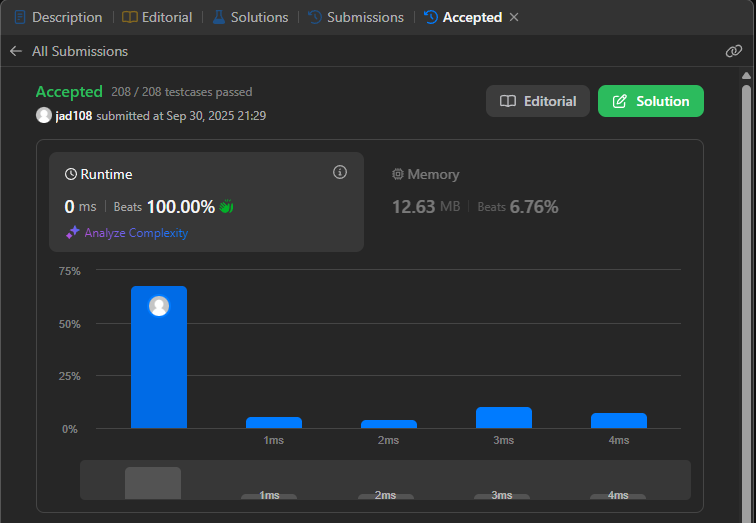 Description Editorial Solutions Submissions Accepted
All Submissions
Accepted 208 / 208 testcases passed
jad108 submitted at Sep 30, 2025 21:29
Editorial
Solution
Runtime
0 ms Beats 100.00%
Analyze Complexity
Memory
12.63 MB Beats 6.76%
75%
50%
25%
0%
1ms 2ms 3ms 4ms
1ms 2ms 3ms 4ms